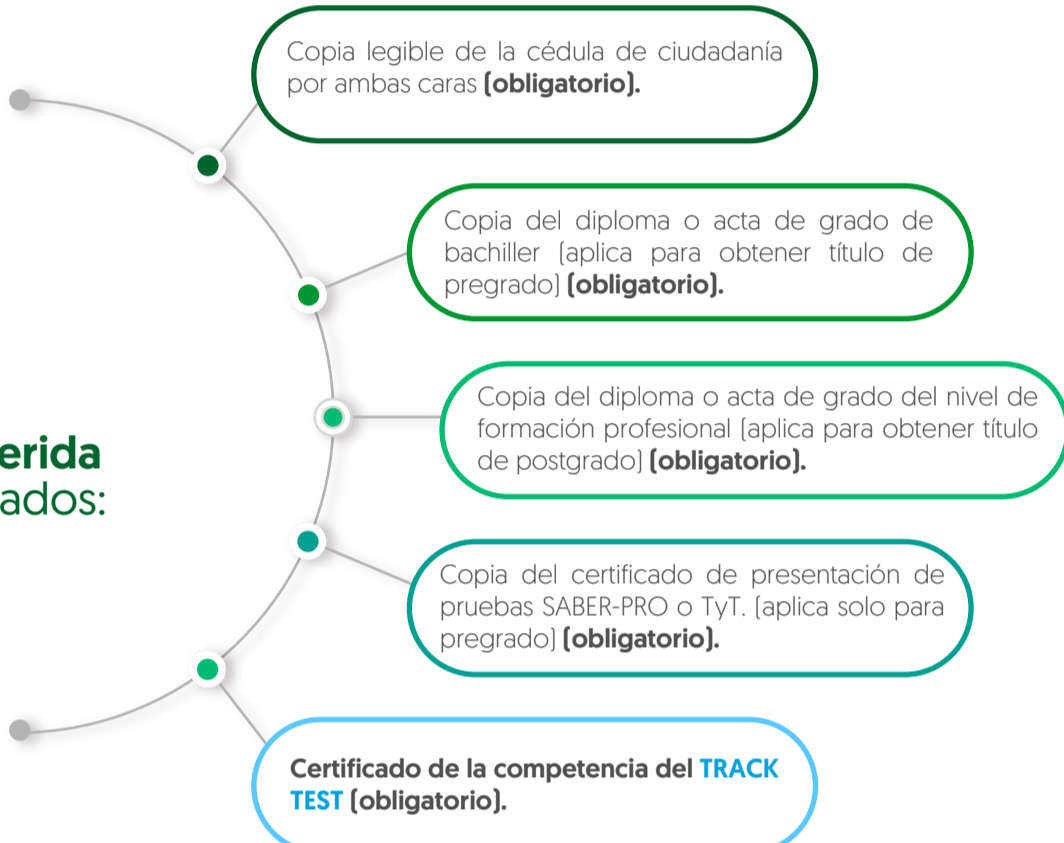 Copia legible de la cédula de ciudadanía
por ambas caras (obligatorio).
Copia del diploma o acta de grado de
bachiller (aplica para obtener título de
pregrado) (obligatorio).
Copia del diploma o acta de grado del nivel de
formación profesional (aplica para obtener título
de postgrado) (obligatorio).
erida
ados:
Copia del certificado de presentación de
pruebas SABER-PRO o TyT. (aplica solo para
pregrado) (obligatorio).
Certificado de la competencia del TRACK
TEST (obligatorio).